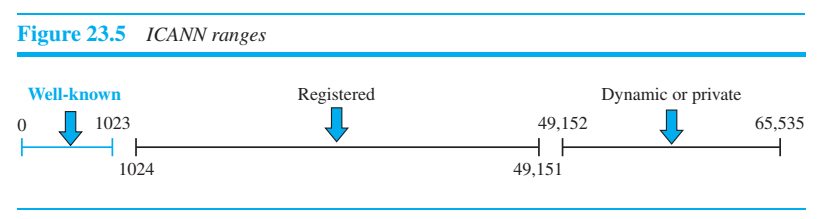 Figure 23.5 ICANN ranges
Well-known Registered Dynamic or private
0 1023 49,152 65,535
1024 49,151